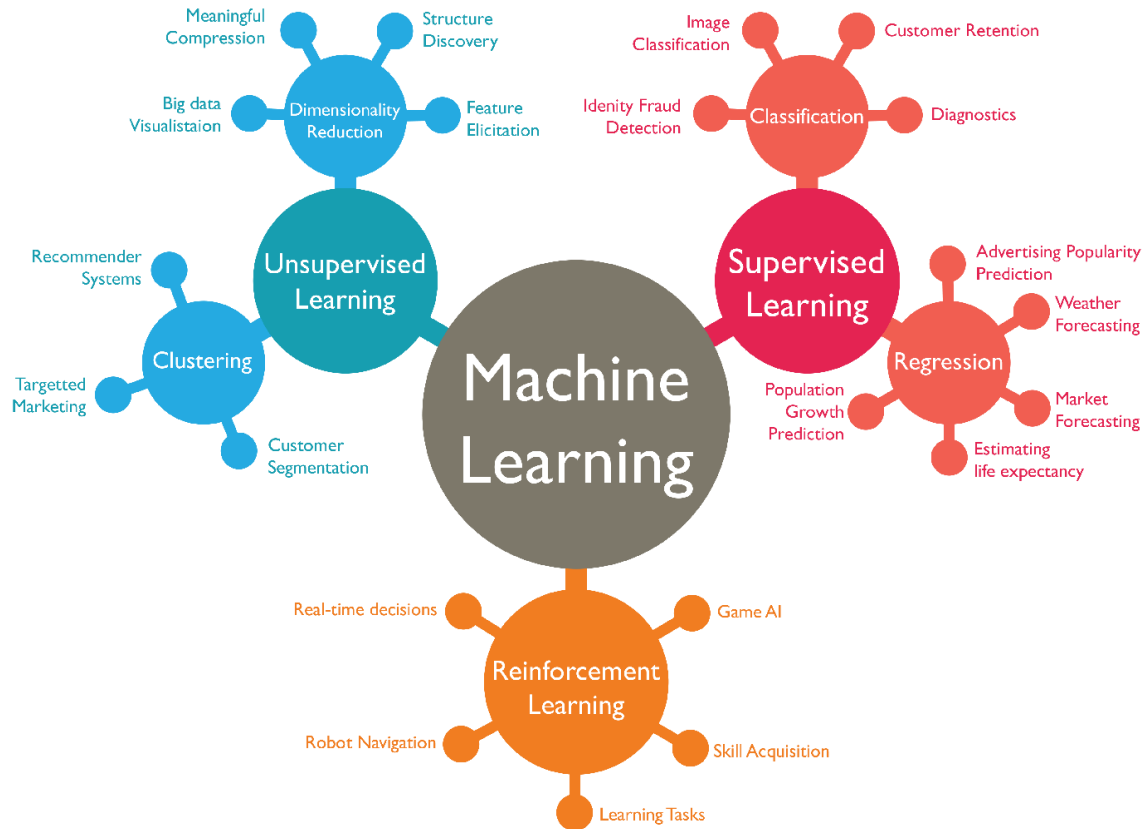 Meaningful
Compression
Structure
Discovery
Big data
Visualistaion
Dimensionality
Reduction
Feature
Elicitation
Unsupervised
Learning
Recommender
Systems
Clustering
Targetted
Marketing
Customer
Segmentation
Machine
Learning
Image
Classification
Customer Retention
Idenity Fraud
Detection
Classification
Diagnostics
Supervised
Learning
Advertising Popularity
Prediction
Weather
Forecasting
Regression
Population
Growth
Prediction
Market
Forecasting
Estimating
life expectancy
Real-time decisions
Game AI
Reinforcement
Learning
Robot Navigation
Skill Acquisition
Learning Tasks